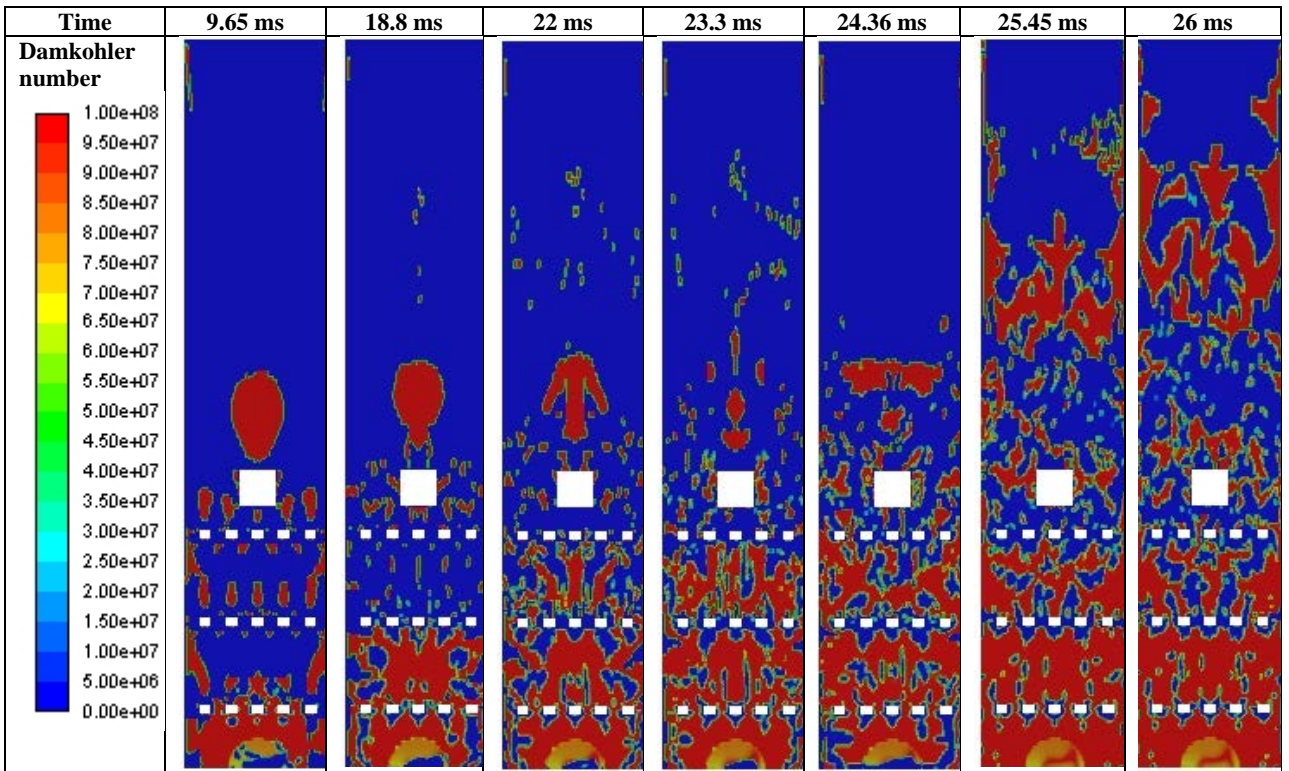 Time 9.65 ms 18.8 ms 22 ms 23.3 ms 24.36 ms 25.45 ms 26 ms
Damkohler
number
1.00e+08
9.50e+07
9.00e+07
8.50e+07
8.00e+07
7.50e+07
7.00e+07
6.50e+07
6.00e+07
5.50e+07
5.00e+07
4.50e+07
4.00e+07
3.50e+07
3.00e+07
2.50e+07
2.00e+07
1.50e+07
1.00e+07
5.00e+06
0.00e+00